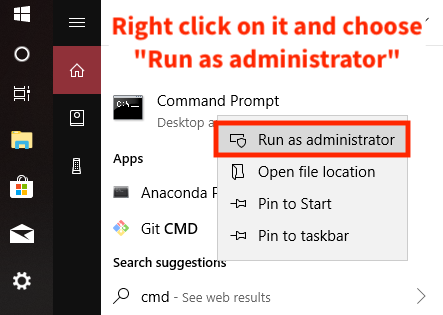 Right click on it and choose
"Run as administrator"
C:\_
Command Prompt
Desktop a
Run as administrator
Open file location
Pin to Start
Pin to taskbar
Apps
Anaconda P
Git CMD
Search suggestions
cmd - See web results